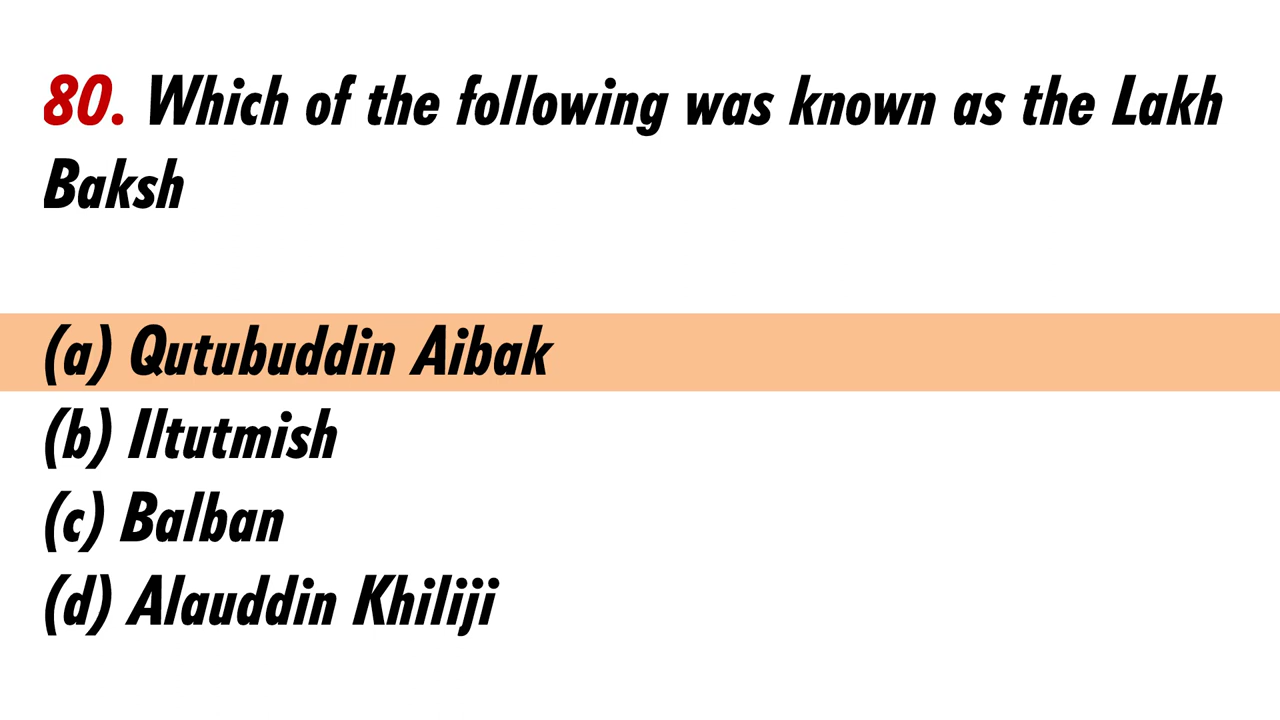 80. Which of the following was known as the Lakh
Baksh
(a) Qutubuddin Aibak
(b) Iltutmish
(c) Balban
(d) Alauddin Khiliji